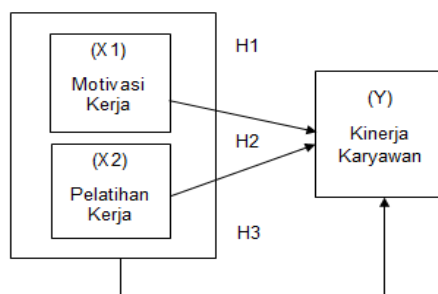 (X1)
Motivasi
Kerja
H1
(Y)
Kinerja
Karyawan
H2
(X2)
Pelatihan
Kerja
H3